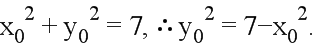 x₀² + y₀² = 7, ∴ y₀² = 7−x₀².